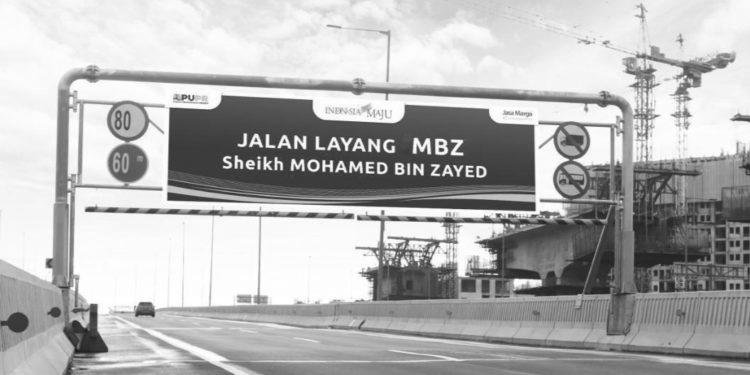 PUPR
INDONESIA
MAJU
Jasa Marga
80
JALAN LAYANG MBZ
60
Sheikh MOHAMED BIN ZAYED